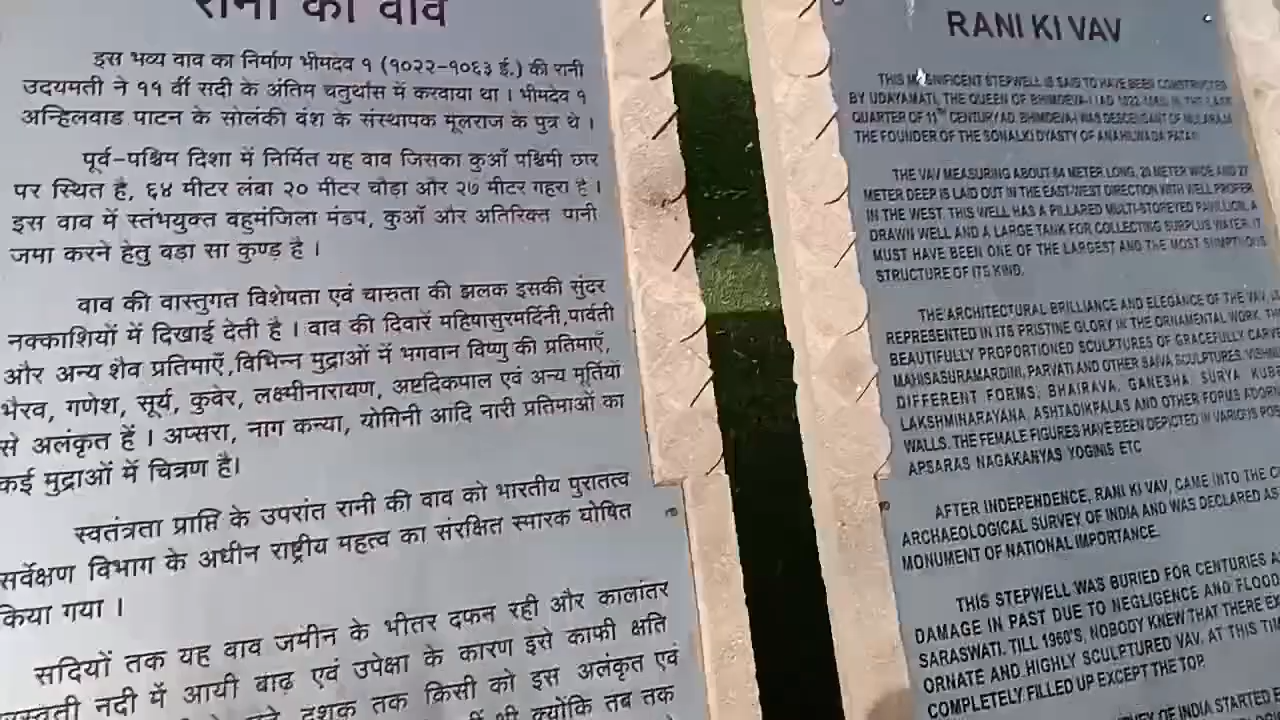 रानी की वाव
इस भव्य वाव का निर्माण भीमदेव १ (१०२२-१०६३ ई.) की रानी
उदयमती ने ११ वीं सदी के अंतिम चतुर्थांस में करवाया था । भीमदेव १
अन्हिलवाड पाटन के सोलंकी वंश के संस्थापक मूलराज के पुत्र थे ।
पूर्व-पश्चिम दिशा में निर्मित यह वाव जिसका कुआँ पश्चिमी छोर
पर स्थित है, ६४ मीटर लंबा २० मीटर चौडा और २७ मीटर गहरा है ।
इस वाव में स्तंभयुक्त बहुमंजिला मंडप, कुआँ और अतिरिक्त पानी
जमा करने हेतु बड़ा सा कुण्ड़ है ।
वाव की वास्तुगत विशेषता एवं चारुता की झलक इसकी सुंदर
नक्काशियों में दिखाई देती है । वाव की दिवारें महिषासुरमर्दिनी,पार्वती
और अन्य शैव प्रतिमाएँ,विभिन्न मुद्राओं में भगवान विष्णु की प्रतिमाएँ,
भैरव, गणेश, सूर्य, कुबेर, लक्ष्मीनारायण, अष्टदिकपाल एवं अन्य मूर्तियों
से अलंकृत हैं । अप्सरा, नाग कन्या, योगिनी आदि नारी प्रतिमाओं का
कई मुद्राओं में चित्रण है।
स्वतंत्रता प्राप्ति के उपरांत रानी की वाव को भारतीय पुरातत्व
सर्वेक्षण विभाग के अधीन राष्ट्रीय महत्व का संरक्षित स्मारक घोषित
किया गया ।
सदियों तक यह वाव जमीन के भीतर दफन रही और कालांतर
नदी में आयी बाढ़ एवं उपेक्षा के कारण इसे काफी क्षति
दशक तक किसी को इस अलंकृत एवं
क्योंकि तब तक
RANI KI VAV
THIS MAGNIFICENT STEPWELL IS SAID TO HAVE BEEN CONSTRUCTED
BY UDAYAMATI, THE QUEEN OF BHIMDEVA-I (AD 1022 IN THE LAST
QUARTER OF 11TH CENTURY AD. BHIMDEVA-I WAS DESCENDANT OF MULARAJA
THE FOUNDER OF THE SONALKI DYASTY OF ANAHILWADA PATAN.
THE VAV MEASURING ABOUT 64 METER LONG, 20 METER WIDE AND 27
METER DEEP IS LAID OUT IN THE EAST-WEST DIRECTION WITH WELL PROPER
IN THE WEST. THIS WELL HAS A PILLARED MULTI-STOREYED PAVILLION, A
DRAWN WELL AND A LARGE TANK FOR COLLECTING SURPLUS WATER. IT
MUST HAVE BEEN ONE OF THE LARGEST AND THE MOST SUMPTUOUS
STRUCTURE OF ITS KIND.
THE ARCHITECTURAL BRILLIANCE AND ELEGANCE OF THE VAV,
REPRESENTED IN ITS PRISTINE GLORY IN THE ORNAMENTAL WORK.
BEAUTIFULLY PROPORTIONED SCULPTURES OF GRACEFULLY
MAHISASURAMARDINI, PARVATI AND OTHER SAIVA SCULPTURES,
DIFFERENT FORMS; BHAIRAVA, GANESHA, SURYA
LAKSHMINARAYANA, ASHTADIKPALAS AND OTHER FORMS
WALLS. THE FEMALE FIGURES HAVE BEEN DEPICTED IN VARIOUS
APSARAS NAGAKANYAS YOGINIS ETC
AFTER INDEPENDENCE, RANI KI VAV, CAME INTO THE
ARCHAEOLOGICAL SURVEY OF INDIA AND WAS DECLARED AS
MONUMENT OF NATIONAL IMPORTANCE.
THIS STEPWELL WAS BURIED FOR CENTURIES
DAMAGE IN PAST DUE TO NEGLIGENCE AND FLOOD
SARASWATI. TILL 1960'S, NOBODY KNEW THAT THERE
ORNATE AND HIGHLY SCULPTURED VAV. AT THIS
COMPLETELY FILLED UP EXCEPT THE TOP.
OF INDIA STARTED